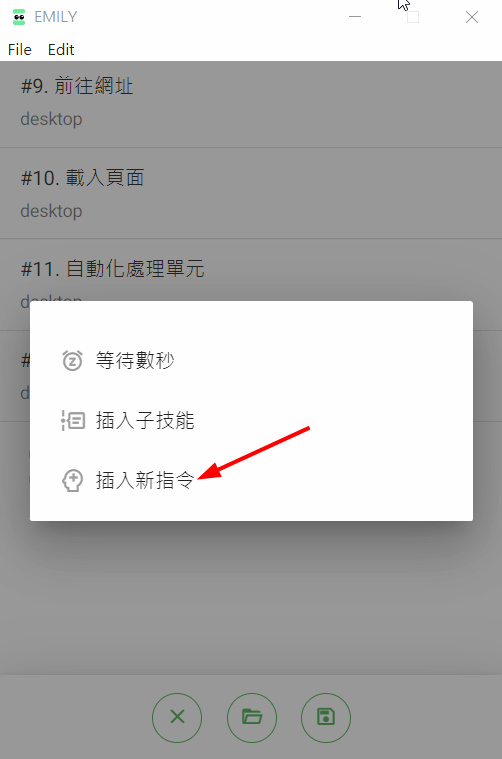 EMILY
File Edit
#9. 前往網址
desktop
#10. 載入頁面
desktop
#11. 自動化處理單元
desktop
#
d
等待數秒
插入子技能
插入新指令